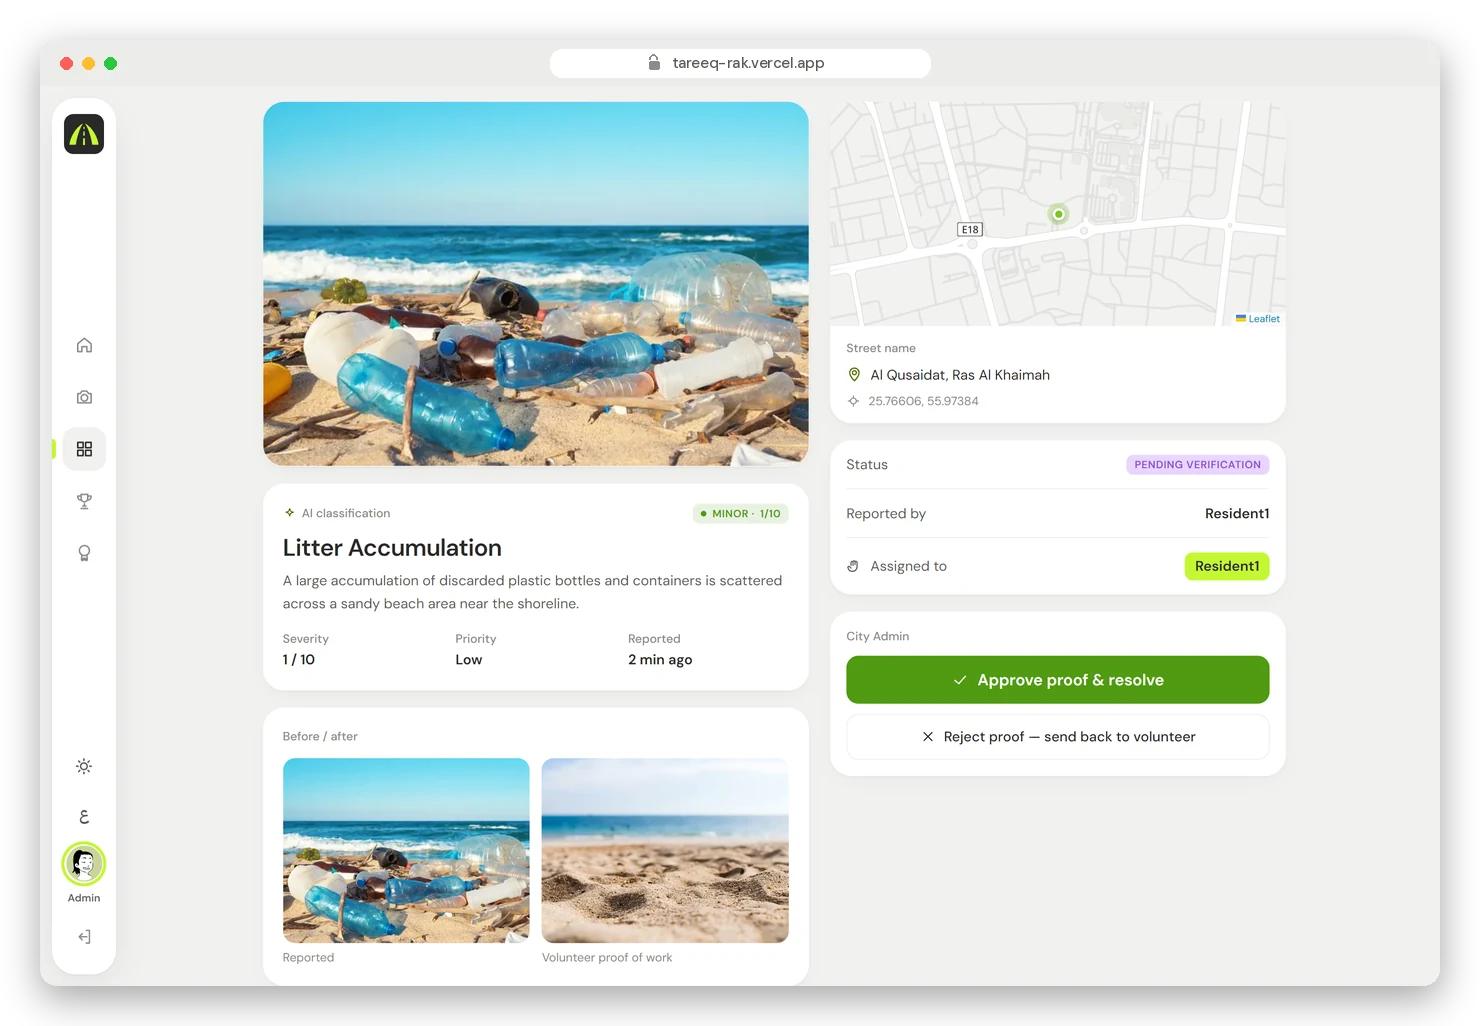 tareeq-rak.vercel.app
E18
Leaflet
Street name
Al Qusaidat, Ras Al Khaimah
25.76606, 55.97384
AI classification
MINOR · 1/10
Litter Accumulation
A large accumulation of discarded plastic bottles and containers is scattered
across a sandy beach area near the shoreline.
Severity
Priority
Reported
1 / 10
Low
2 min ago
Before / after
Reported
Volunteer proof of work
Status
PENDING VERIFICATION
Reported by
Resident1
Assigned to
Resident1
City Admin
Approve proof & resolve
Reject proof — send back to volunteer
ع
Admin